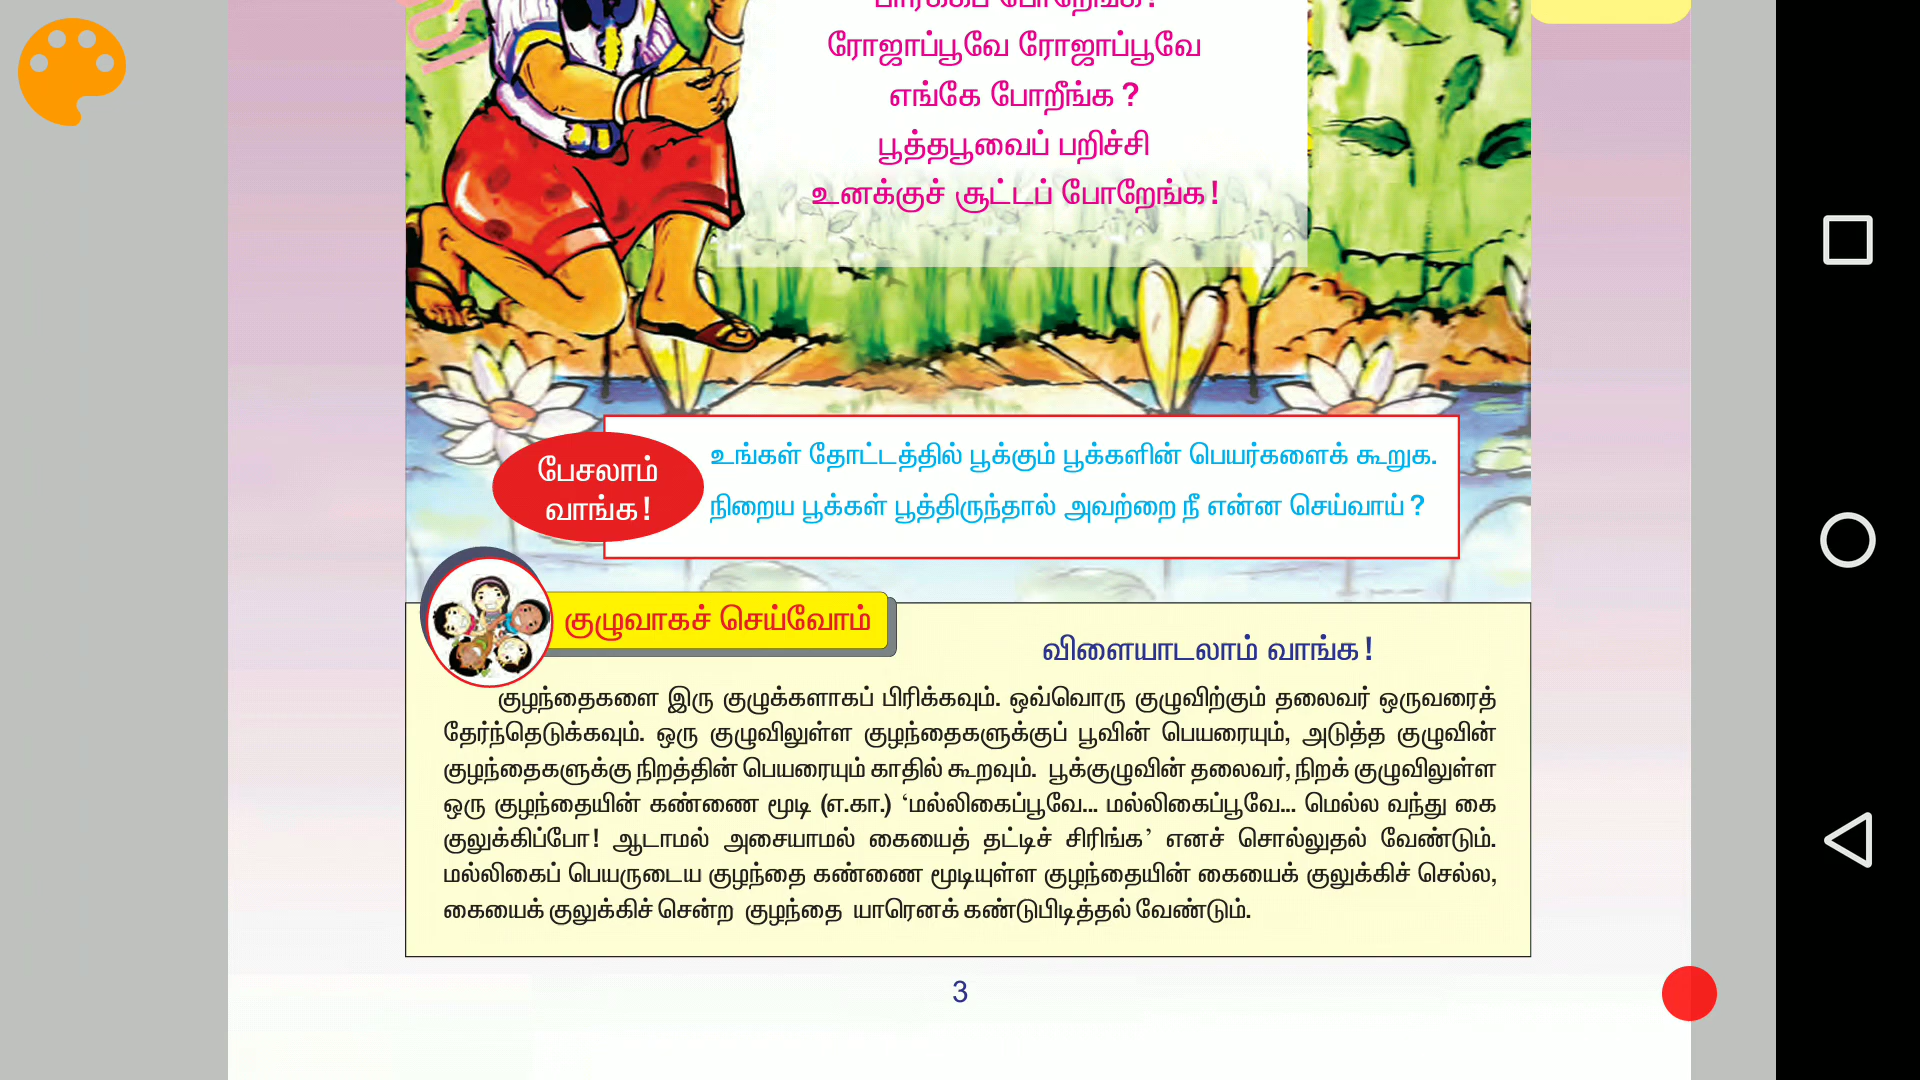 ரோஜாப்பூவே ரோஜாப்பூவே
எங்கே போறீங்க ?
பூத்தபூவைப் பறிச்சி
உனக்குச் சூட்டப் போறேங்க !
பேசலாம்
வாங்க !
உங்கள் தோட்டத்தில் பூக்கும் பூக்களின் பெயர்களைக் கூறுக.
நிறைய பூக்கள் பூத்திருந்தால் அவற்றை நீ என்ன செய்வாய் ?
குழுவாகச் செய்வோம்
விளையாடலாம் வாங்க !
குழந்தைகளை இரு குழுக்களாகப் பிரிக்கவும். ஒவ்வொரு குழுவிற்கும் தலைவர் ஒருவரைத்
தேர்ந்தெடுக்கவும். ஒரு குழுவிலுள்ள குழந்தைகளுக்குப் பூவின் பெயரையும், அடுத்த குழுவின்
குழந்தைகளுக்கு நிறத்தின் பெயரையும் காதில் கூறவும். பூக்குழுவின் தலைவர், நிறக் குழுவிலுள்ள
ஒரு குழந்தையின் கண்ணை மூடி (எ.கா.) ‘மல்லிகைப்பூவே... மல்லிகைப்பூவே... மெல்ல வந்து கை
குலுக்கிப்போ ! ஆடாமல் அசையாமல் கையைத் தட்டிச் சிரிங்க’ எனச் சொல்லுதல் வேண்டும்.
மல்லிகைப் பெயருடைய குழந்தை கண்ணை மூடியுள்ள குழந்தையின் கையைக் குலுக்கிச் செல்ல,
கையைக் குலுக்கிச் சென்ற குழந்தை யாரெனக் கண்டுபிடித்தல் வேண்டும்.
3